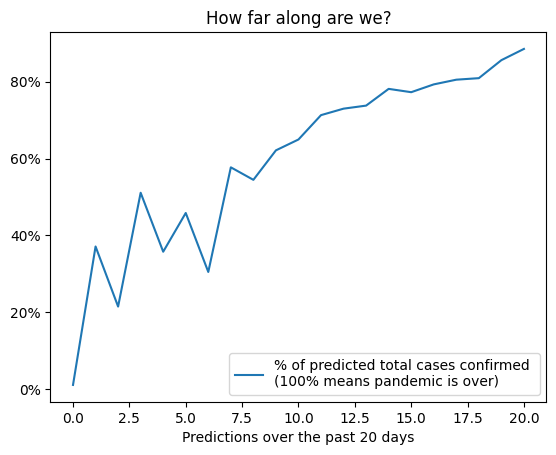 How far along are we?
80%
60%
40%
20%
0%
% of predicted total cases confirmed
(100% means pandemic is over)
0.0 2.5 5.0 7.5 10.0 12.5 15.0 17.5 20.0
Predictions over the past 20 days